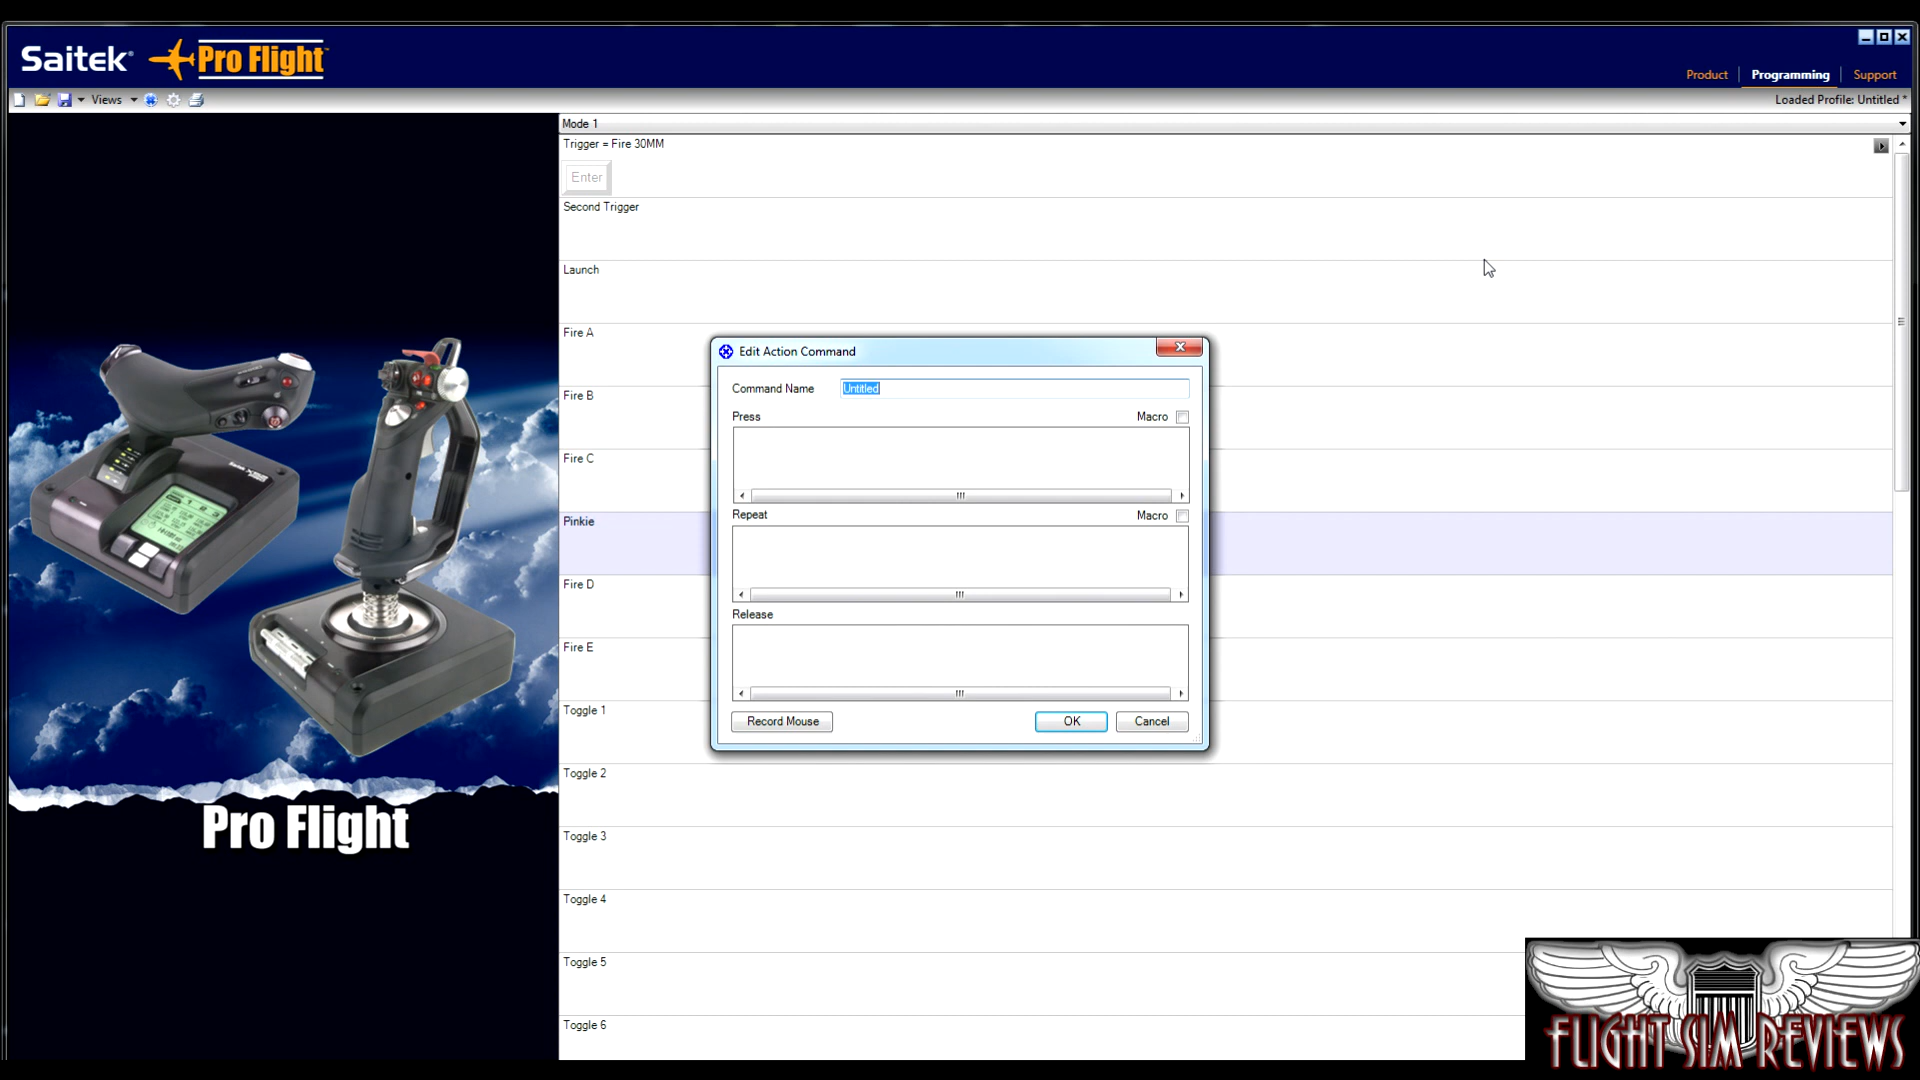 Saitek Pro Flight
Product Programming Support
Views
Loaded Profile: Untitled *
Mode 1
Trigger = Fire 30MM
Enter
Second Trigger
Launch
Fire A
Fire B
Fire C
Pinkie
Fire D
Fire E
Toggle 1
Toggle 2
Toggle 3
Toggle 4
Toggle 5
Toggle 6
Edit Action Command
Command Name Untitled
Press Macro
Repeat Macro
Release
Record Mouse OK Cancel
Pro Flight
FLIGHT SIM REVIEWS